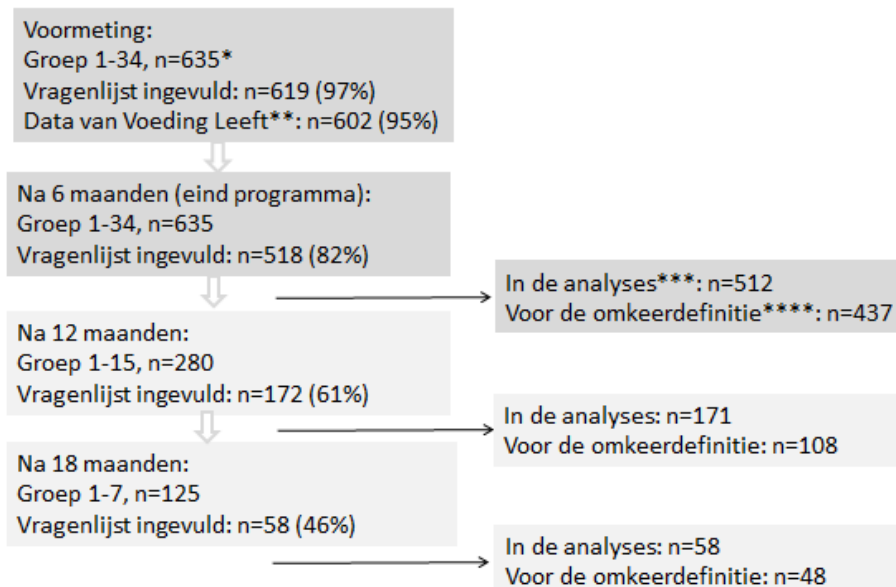 Voormeting:
Groep 1-34, n=635*
Vragenlijst ingevuld: n=619 (97%)
Data van Voeding Leeft**: n=602 (95%)
Na 6 maanden (eind programma):
Groep 1-34, n=635
Vragenlijst ingevuld: n=518 (82%)
In de analyses***: n=512
Voor de omkeerdefinitie****: n=437
Na 12 maanden:
Groep 1-15, n=280
Vragenlijst ingevuld: n=172 (61%)
In de analyses: n=171
Voor de omkeerdefinitie: n=108
Na 18 maanden:
Groep 1-7, n=125
Vragenlijst ingevuld: n=58 (46%)
In de analyses: n=58
Voor de omkeerdefinitie: n=48